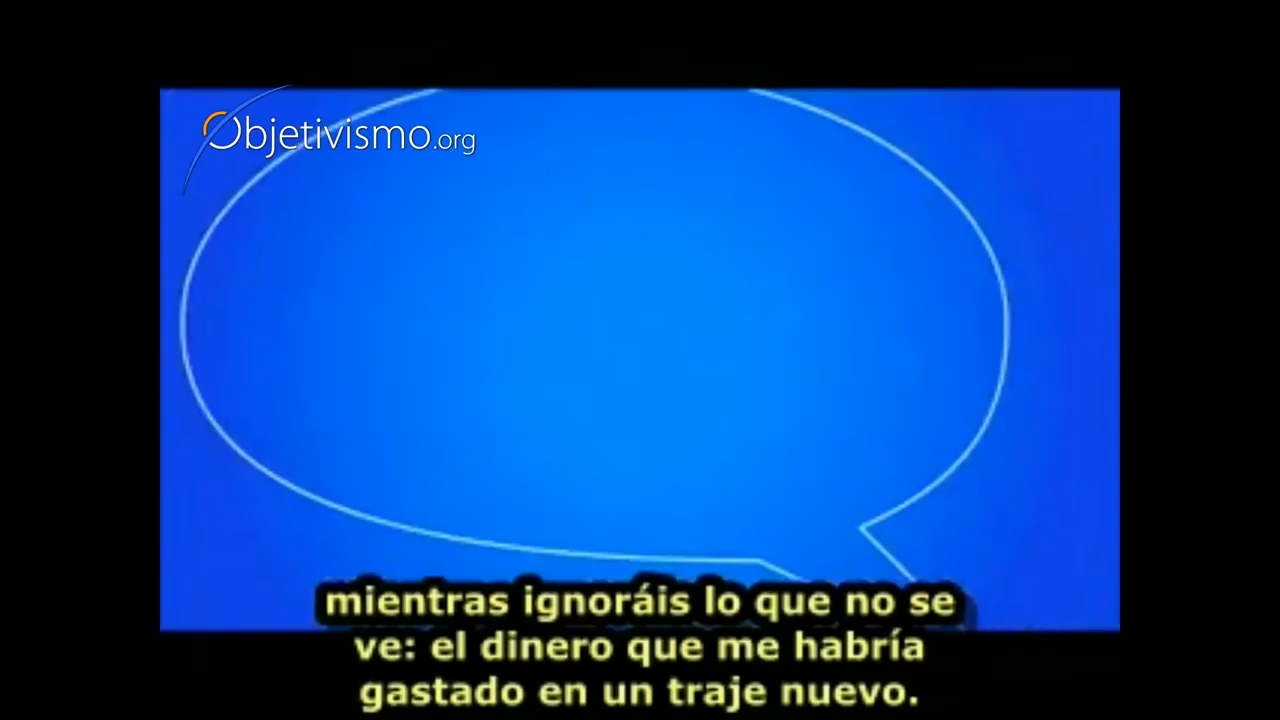 Objetivismo.org
mientras ignoráis lo que no se
ve: el dinero que me habría
gastado en un traje nuevo.